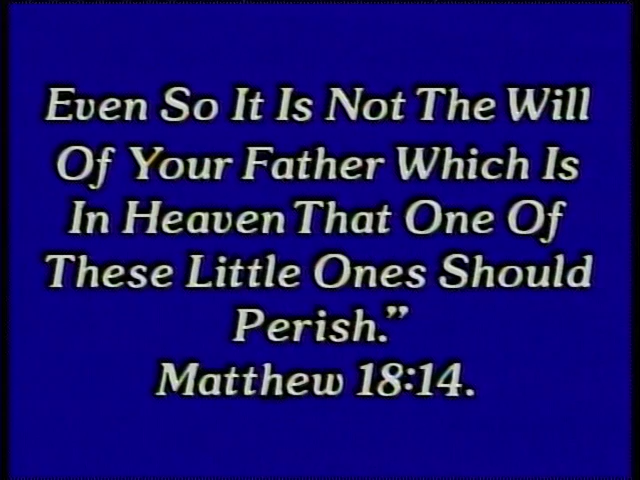 Even So It Is Not The Will
Of Your Father Which Is
In Heaven That One Of
These Little Ones Should
Perish.”
Matthew 18:14.